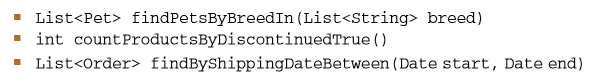 List<Pet> findPetsByBreedIn(List<String> breed)
int countProductsByDiscontinuedTrue()
List<Order> findByShippingDateBetween(Date start, Date end)